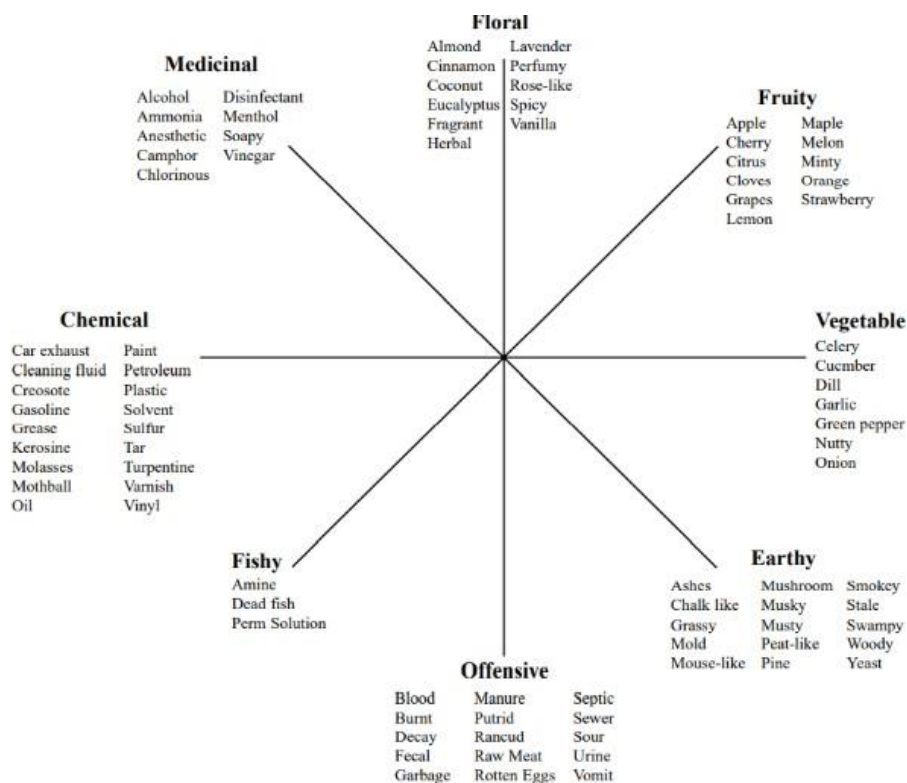 Floral
Almond Lavender
Cinnamon Perfumy
Coconut Rose-like
Eucalyptus Spicy
Fragrant Vanilla
Herbal
Medicinal
Alcohol Disinfectant
Ammonia Menthol
Anesthetic Soapy
Camphor Vinegar
Chlorinous
Fruity
Apple Maple
Cherry Melon
Citrus Minty
Cloves Orange
Grapes Strawberry
Lemon
Chemical
Car exhaust Paint
Cleaning fluid Petroleum
Creosote Plastic
Gasoline Solvent
Grease Sulfur
Kerosine Tar
Molasses Turpentine
Mothball Varnish
Oil Vinyl
Vegetable
Celery
Cucmber
Dill
Garlic
Green pepper
Nutty
Onion
Fishy
Amine
Dead fish
Perm Solution
Earthy
Ashes Mushroom Smokey
Chalk like Musky Stale
Grassy Musty Swampy
Mold Peat-like Woody
Mouse-like Pine Yeast
Offensive
Blood Manure Septic
Burnt Putrid Sewer
Decay Rancud Sour
Fecal Raw Meat Urine
Garbage Rotten Eggs Vomit